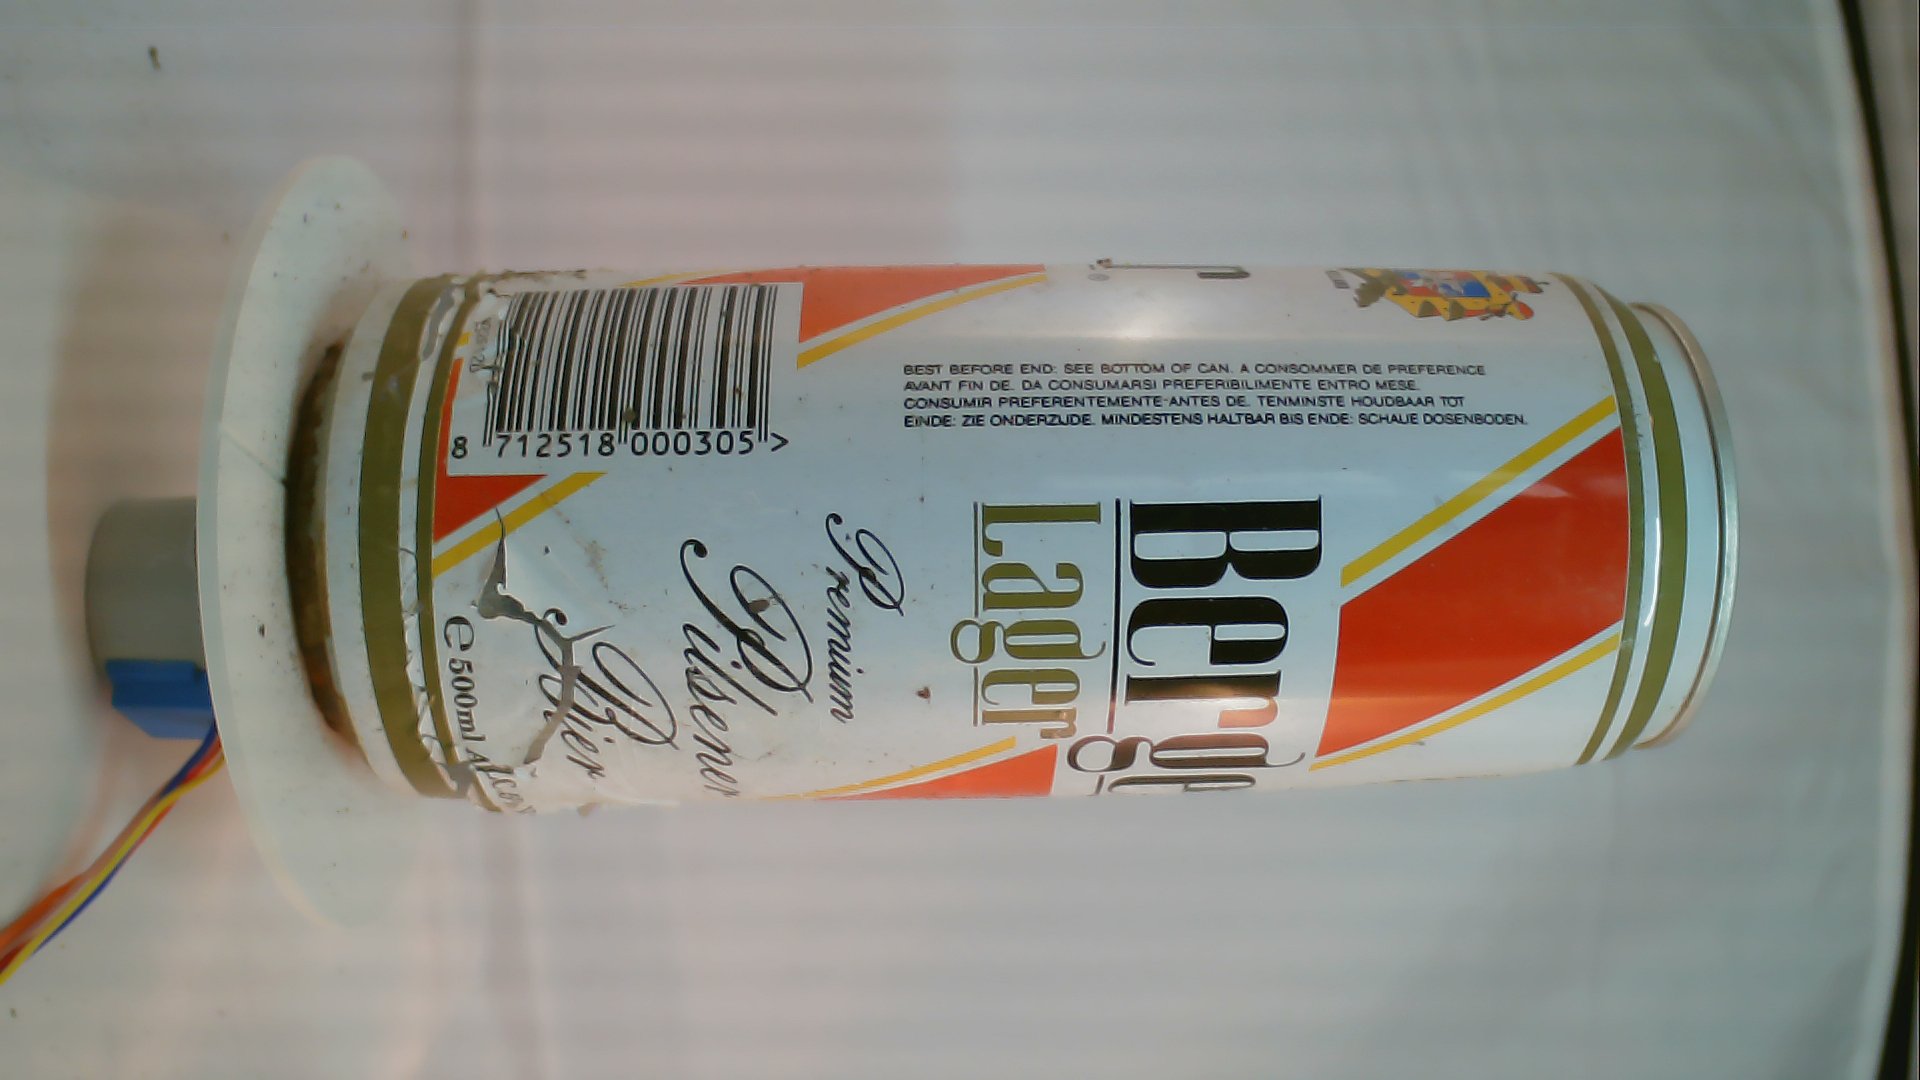 8 712518 000305 >
BEST BEFORE END: SEE BOTTOM OF CAN. A CONSOMMER DE PREFERENCE
AVANT FIN DE. DA CONSUMARSI PREFERIBILIMENTE ENTRO MESE.
CONSUMIR PREFERENTEMENTE-ANTES DE. TENMINSTE HOUDBAAR TOT
EINDE: ZIE ONDERZIJDE. MINDESTENS HALTBAR BIS ENDE: SCHAUE DOSENBODEN.
Berge
Lager
Premium
Pilsener
Bier
e 500ml